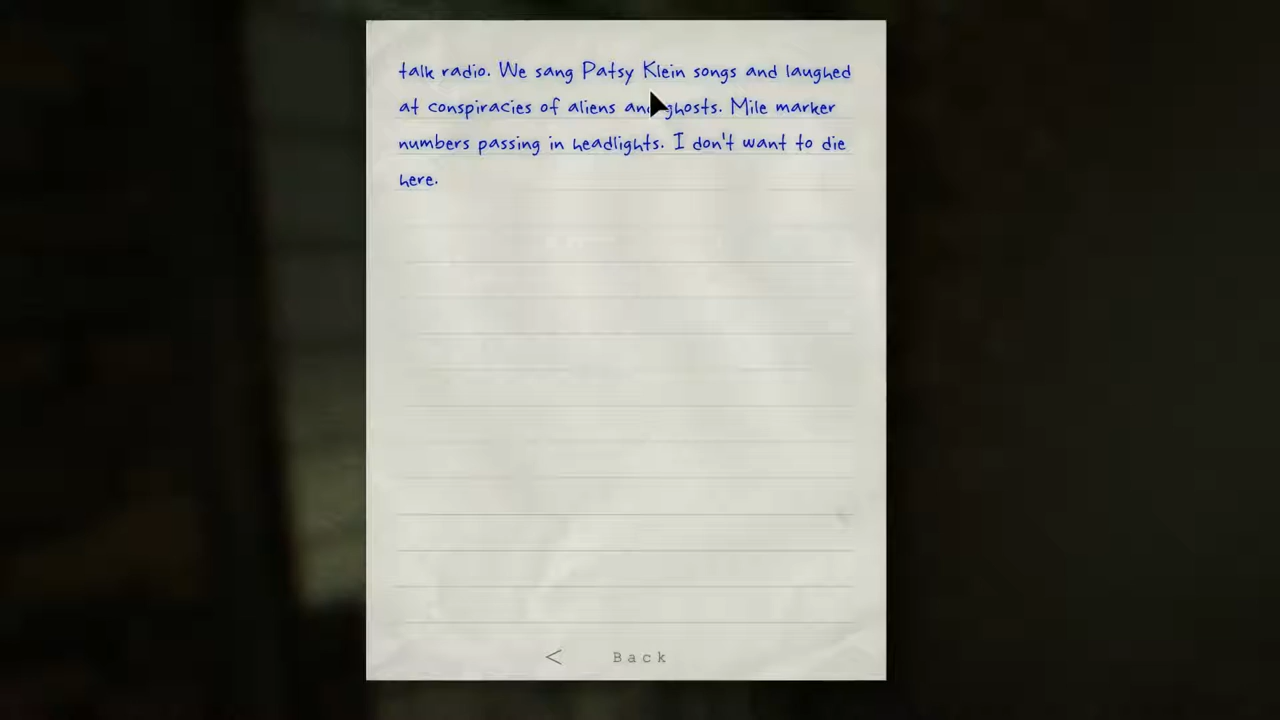 talk radio. We sang Patsy Klein songs and laughed
at conspiracies of aliens and ghosts. Mile marker
numbers passing in headlights. I don't want to die
here.
< Back